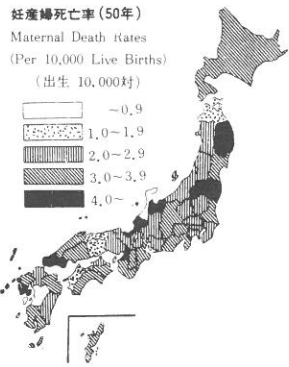 妊産婦死亡率(50年)
Maternal Death Rates
(Per 10,000 Live Births)
(出生 10,000対)
~0.9
1.0~1.9
2.0~2.9
3.0~3.9
4.0~